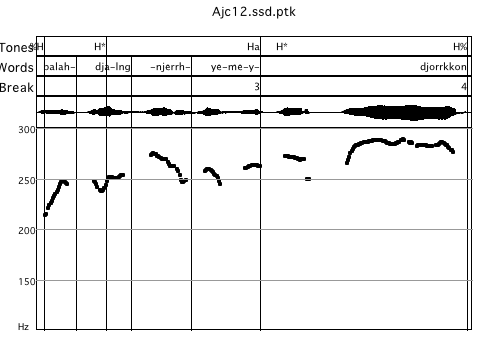 Ajc12.ssd.ptk
Tones %H H* Ha H* H%
Words balah- dja-lng -njerrh- ye-me-y- djorrkkon
Break 3 4
300
250
200
150
Hz